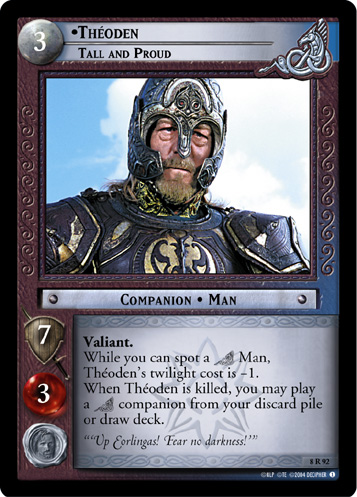 3
•Théoden
Tall and Proud
Companion • Man
7
3
Valiant.
While you can spot a Man,
Théoden's twilight cost is -1.
When Théoden is killed, you may play
a companion from your discard pile
or draw deck.
"“Up Eorlingas! Fear no darkness!”"
8 R 92
©NLP ™TE ©2004 DECIPHER